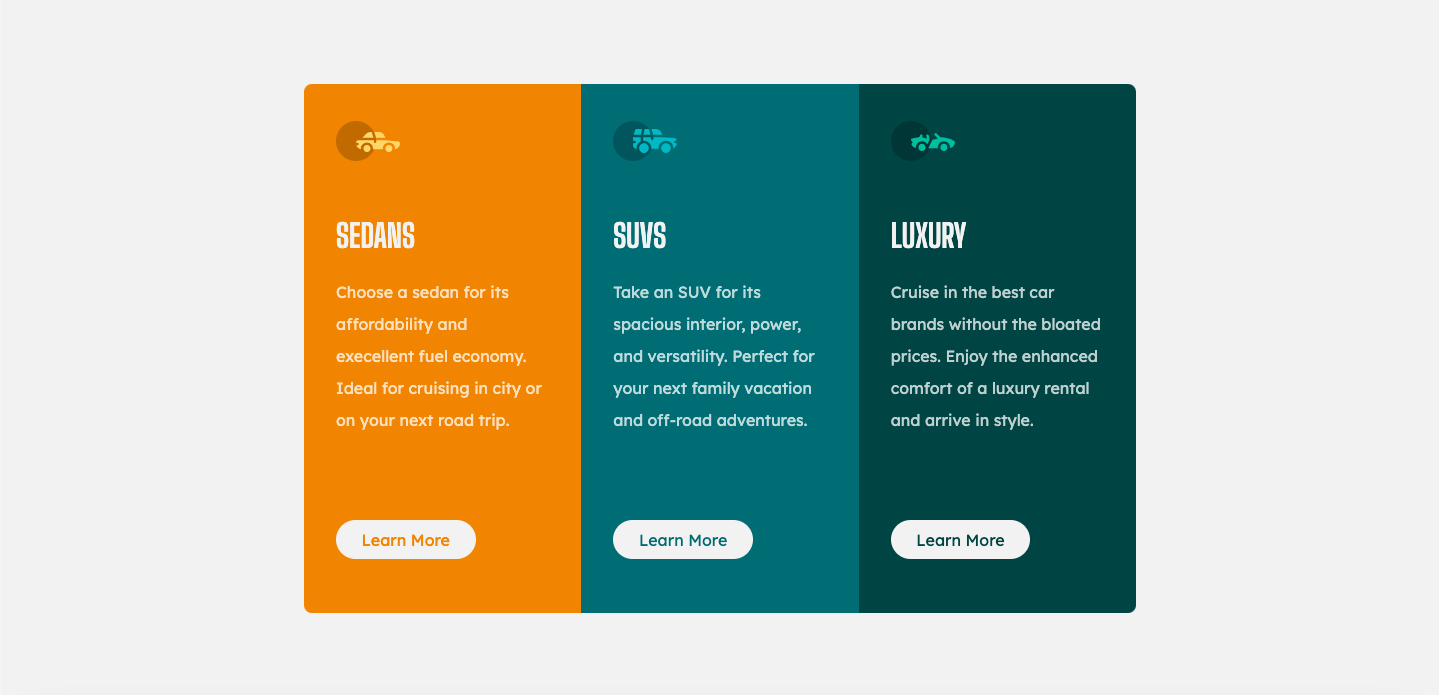 SEDANS
Choose a sedan for its
affordability and
execellent fuel economy.
Ideal for cruising in city or
on your next road trip.
Learn More
SUVS
Take an SUV for its
spacious interior, power,
and versatility. Perfect for
your next family vacation
and off-road adventures.
Learn More
LUXURY
Cruise in the best car
brands without the bloated
prices. Enjoy the enhanced
comfort of a luxury rental
and arrive in style.
Learn More